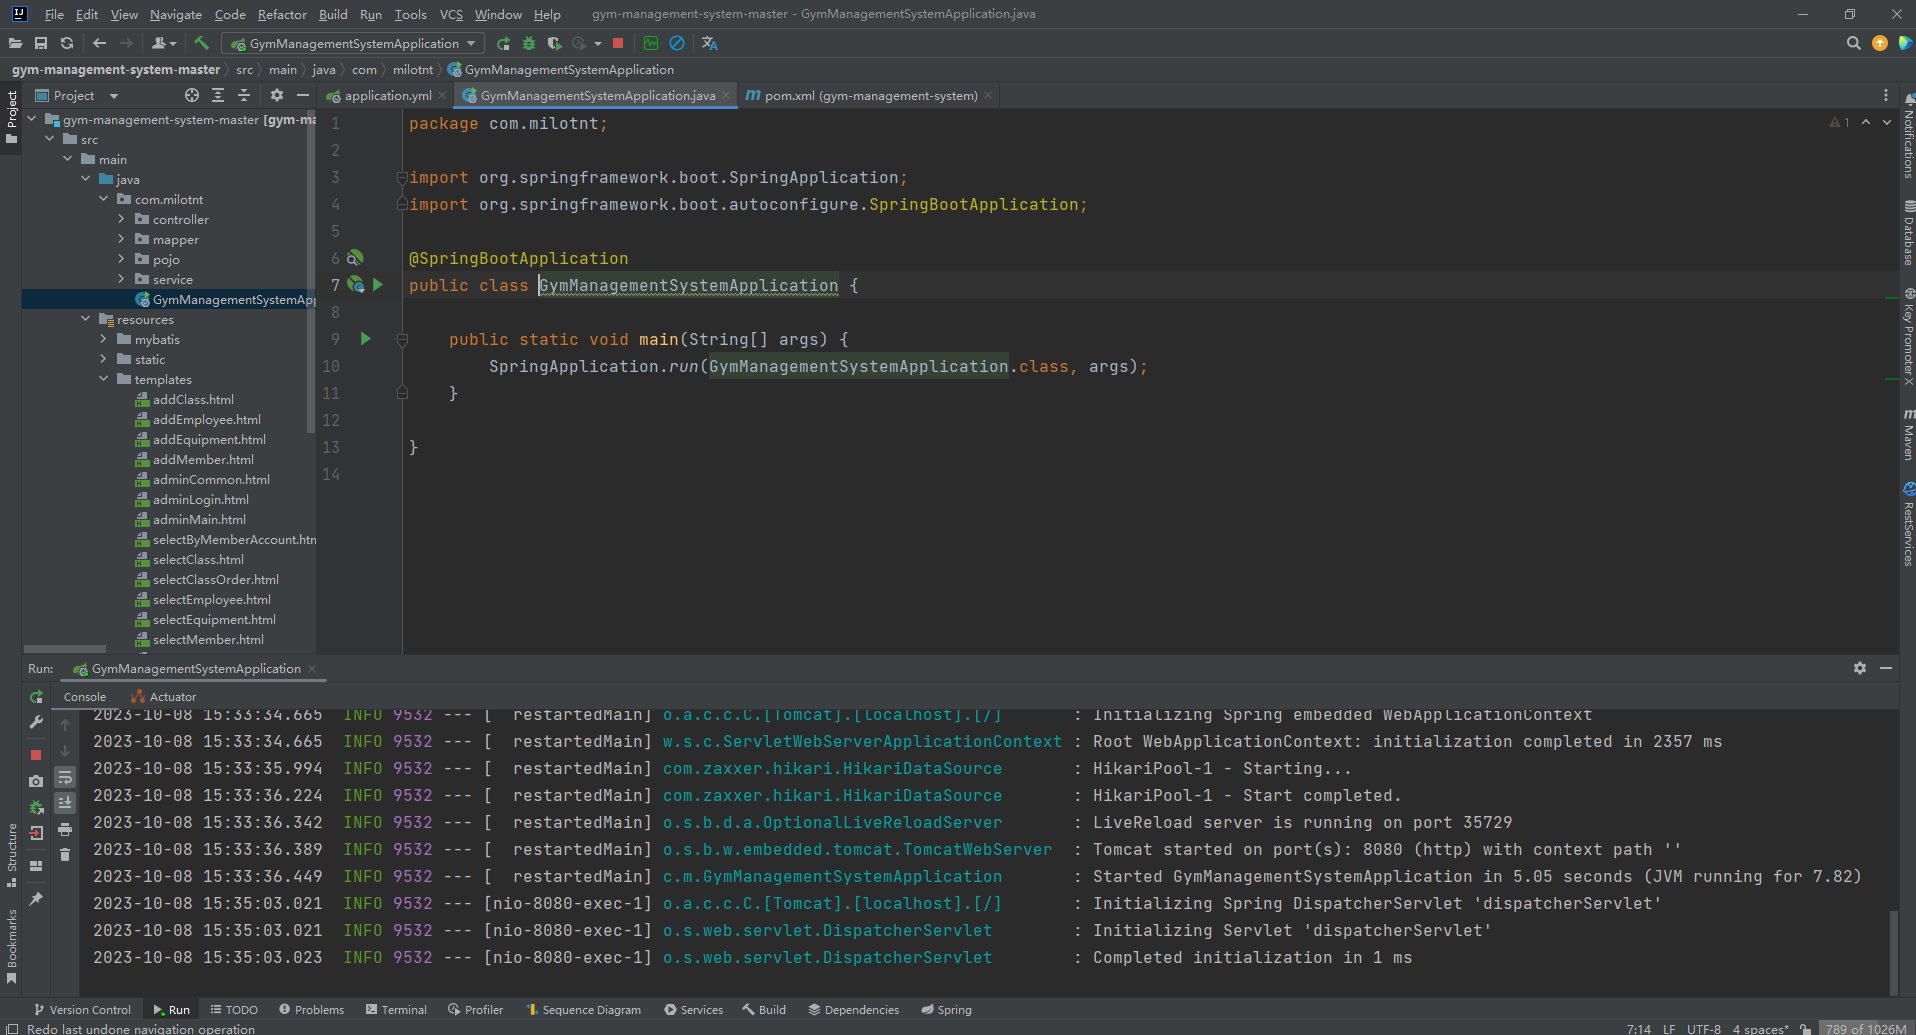 File Edit View Navigate Code Refactor Build Run Tools VCS Window Help gym-management-system-master - GymManagementSystemApplication.java
GymManagementSystemApplication
gym-management-system-master src main java com milotnt GymManagementSystemApplication
Project
Project
application.yml
GymManagementSystemApplication.java
pom.xml (gym-management-system)
gym-management-system-master [gym-ma
src
main
java
com.milotnt
controller
mapper
pojo
service
GymManagementSystemApp
resources
mybatis
static
templates
addClass.html
addEmployee.html
addEquipment.html
addMember.html
adminCommon.html
adminLogin.html
adminMain.html
selectByMemberAccount.htm
selectClass.html
selectClassOrder.html
selectEmployee.html
selectEquipment.html
selectMember.html
1 package com.milotnt;
2
3 import org.springframework.boot.SpringApplication;
4 import org.springframework.boot.autoconfigure.SpringBootApplication;
5
6 @SpringBootApplication
7 public class GymManagementSystemApplication {
8
9 public static void main(String[] args) {
10 SpringApplication.run(GymManagementSystemApplication.class, args);
11 }
12
13 }
14
1
Notifications
Database
Key Promoter X
Maven
RestServices
Run: GymManagementSystemApplication
Console Actuator
2023-10-08 15:33:34.665 INFO 9532 --- [ restartedMain] o.a.c.c.C.[Tomcat].[localhost].[/] : Initializing Spring embedded WebApplicationContext
2023-10-08 15:33:34.665 INFO 9532 --- [ restartedMain] w.s.c.ServletWebServerApplicationContext : Root WebApplicationContext: initialization completed in 2357 ms
2023-10-08 15:33:35.994 INFO 9532 --- [ restartedMain] com.zaxxer.hikari.HikariDataSource : HikariPool-1 - Starting...
2023-10-08 15:33:36.224 INFO 9532 --- [ restartedMain] com.zaxxer.hikari.HikariDataSource : HikariPool-1 - Start completed.
2023-10-08 15:33:36.342 INFO 9532 --- [ restartedMain] o.s.b.d.a.OptionalLiveReloadServer : LiveReload server is running on port 35729
2023-10-08 15:33:36.389 INFO 9532 --- [ restartedMain] o.s.b.w.embedded.tomcat.TomcatWebServer : Tomcat started on port(s): 8080 (http) with context path ''
2023-10-08 15:33:36.449 INFO 9532 --- [ restartedMain] c.m.GymManagementSystemApplication : Started GymManagementSystemApplication in 5.05 seconds (JVM running for 7.82)
2023-10-08 15:35:03.021 INFO 9532 --- [nio-8080-exec-1] o.a.c.c.C.[Tomcat].[localhost].[/] : Initializing Spring DispatcherServlet 'dispatcherServlet'
2023-10-08 15:35:03.021 INFO 9532 --- [nio-8080-exec-1] o.s.web.servlet.DispatcherServlet : Initializing Servlet 'dispatcherServlet'
2023-10-08 15:35:03.023 INFO 9532 --- [nio-8080-exec-1] o.s.web.servlet.DispatcherServlet : Completed initialization in 1 ms
Structure
Bookmarks
Version Control Run TODO Problems Terminal Profiler Sequence Diagram Services Build Dependencies Spring
Redo last undone navigation operation
7:14 LF UTF-8 4 spaces* 789 of 1026M